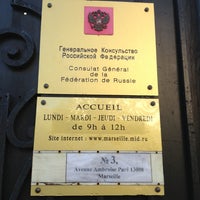 Генеральное Консульство
Российской Федерации
Consulat Général
de la
Fédération de Russie
ACCUEIL
LUNDI - MARDI - JEUDI - VENDREDI
de 9h à 12h
Site internet : www.marseille.mid.ru
№ 3,
Avenue Ambroise Paré 13008
Marseille